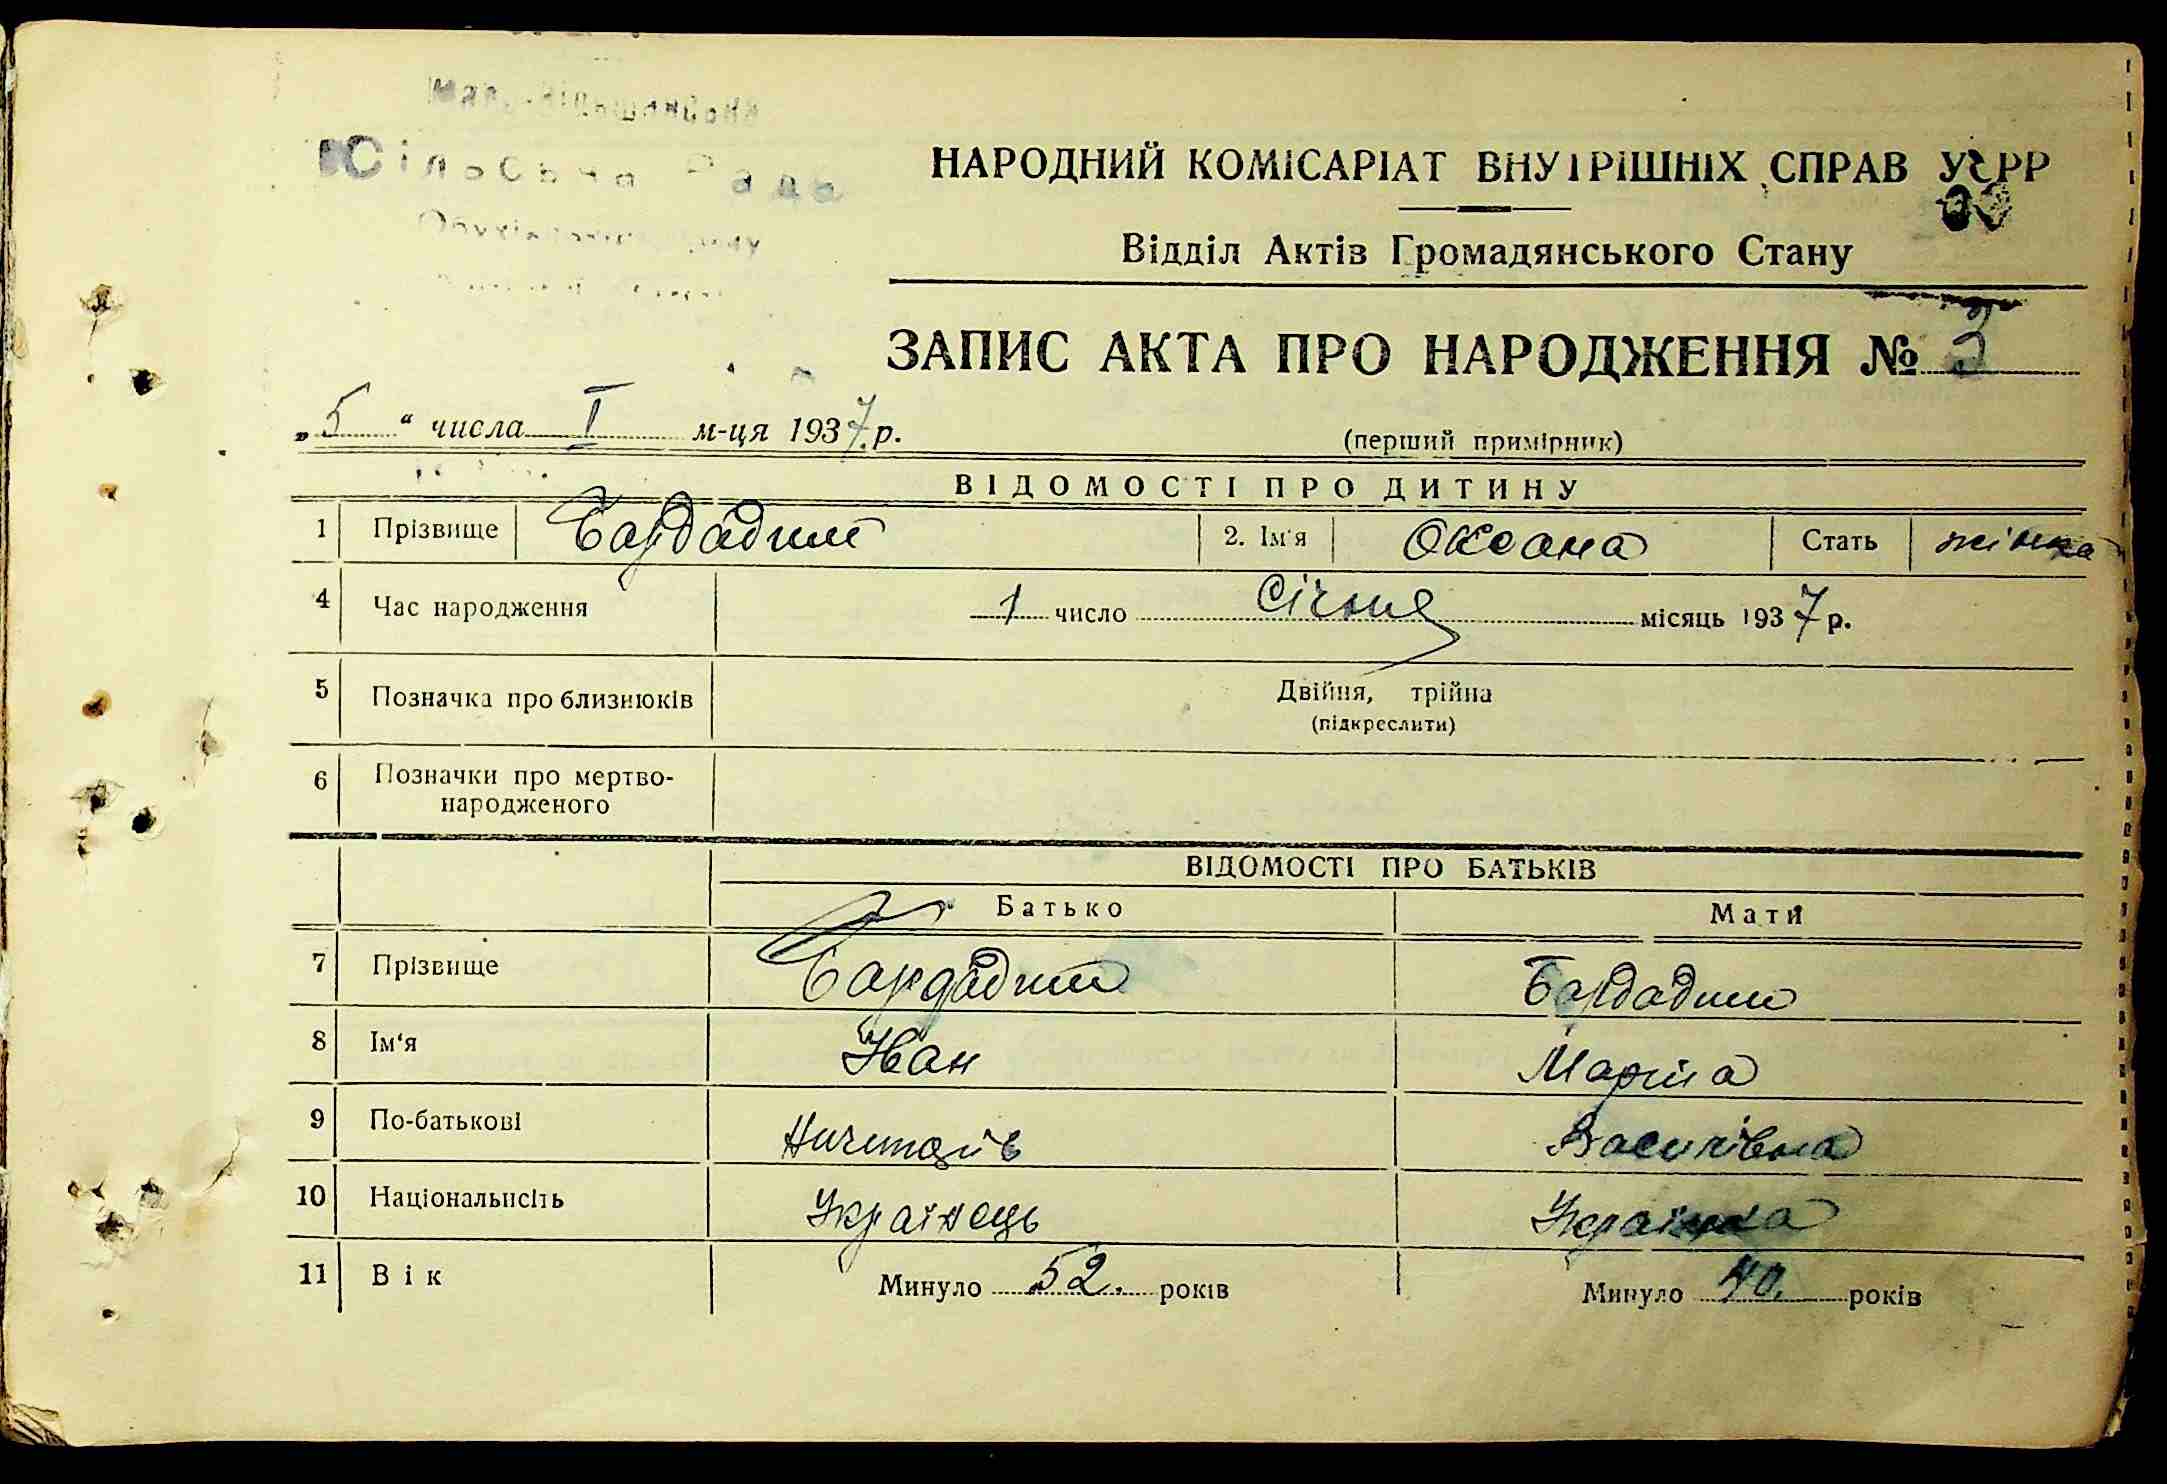 Сільська Рада
НАРОДНИЙ КОМІСАРІАТ ВНУТРІШНІХ СПРАВ УСРР
Відділ Актів Громадянського Стану
ЗАПИС АКТА ПРО НАРОДЖЕННЯ № 3
„5“ числа I м-ця 1937 р.
(перший примірник)
ВІДОМОСТІ ПРО ДИТИНУ
1 Прізвище Бардадим 2. Ім'я Оксана Стать жінка
4 Час народження 1 число Січня місяць 1937 р.
5 Позначка про близнюків Двійня, трійна
(підкреслити)
6 Позначки про мертво-
народженого
ВІДОМОСТІ ПРО БАТЬКІВ
Батько Мати
7 Прізвище Бардадим Бардадим
8 Ім'я Іван Марина
9 По-батькові Василівна
10 Національність Українець Українка
11 Вік Минуло 52. років Минуло 40. років